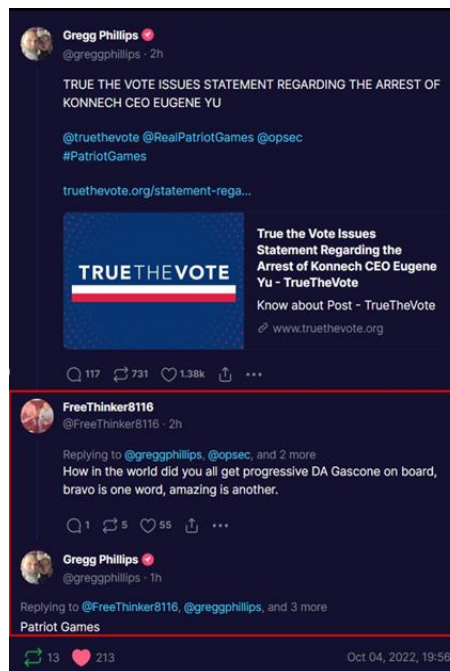 Gregg Phillips
@greggphillips · 2h
TRUE THE VOTE ISSUES STATEMENT REGARDING THE ARREST OF
KONNECH CEO EUGENE YU
@truethevote @RealPatriotGames @opsec
#PatriotGames
truethevote.org/statement-rega...
TRUETHEVOTE
True the Vote Issues
Statement Regarding the
Arrest of Konnech CEO Eugene
Yu - TrueTheVote
Know about Post - TrueTheVote
www.truethevote.org
117 731 1.38k
FreeThinker8116
@FreeThinker8116 · 2h
Replying to @greggphillips, @opsec, and 2 more
How in the world did you all get progressive DA Gascone on board,
bravo is one word, amazing is another.
1 5 55
Gregg Phillips
@greggphillips · 1h
Replying to @FreeThinker8116, @greggphillips, and 3 more
Patriot Games
13 213 Oct 04, 2022, 19:56